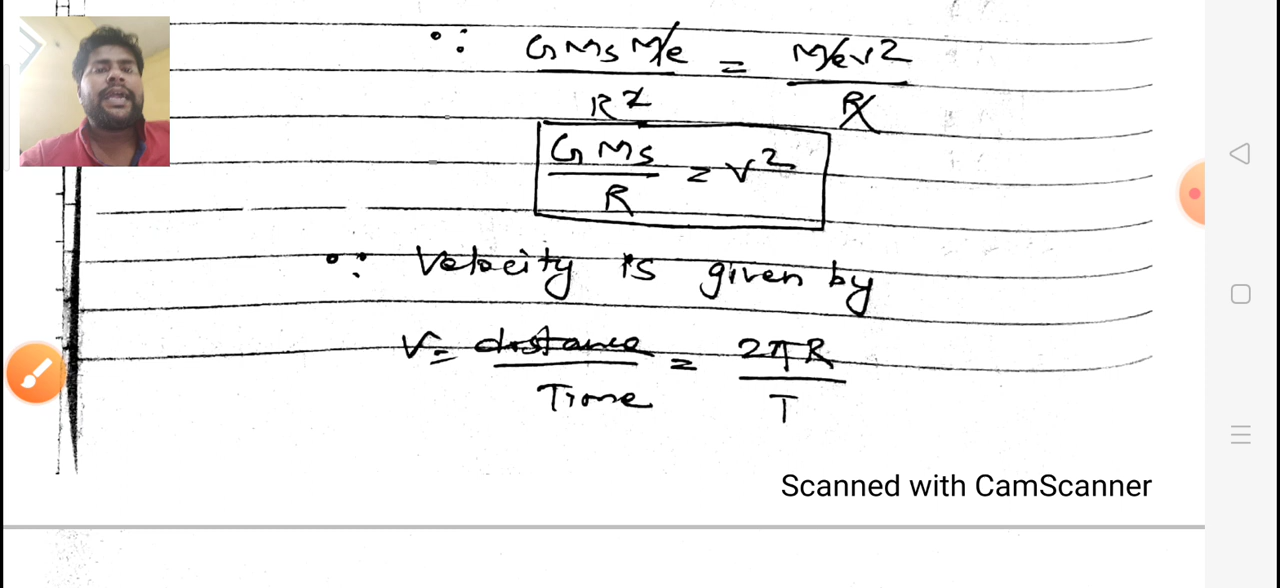 ∴ GMsMe/R² = Mev²/R
GMs/R = v²
∴ Velocity is given by
V = distance/Time = 2πR/T
Scanned with CamScanner